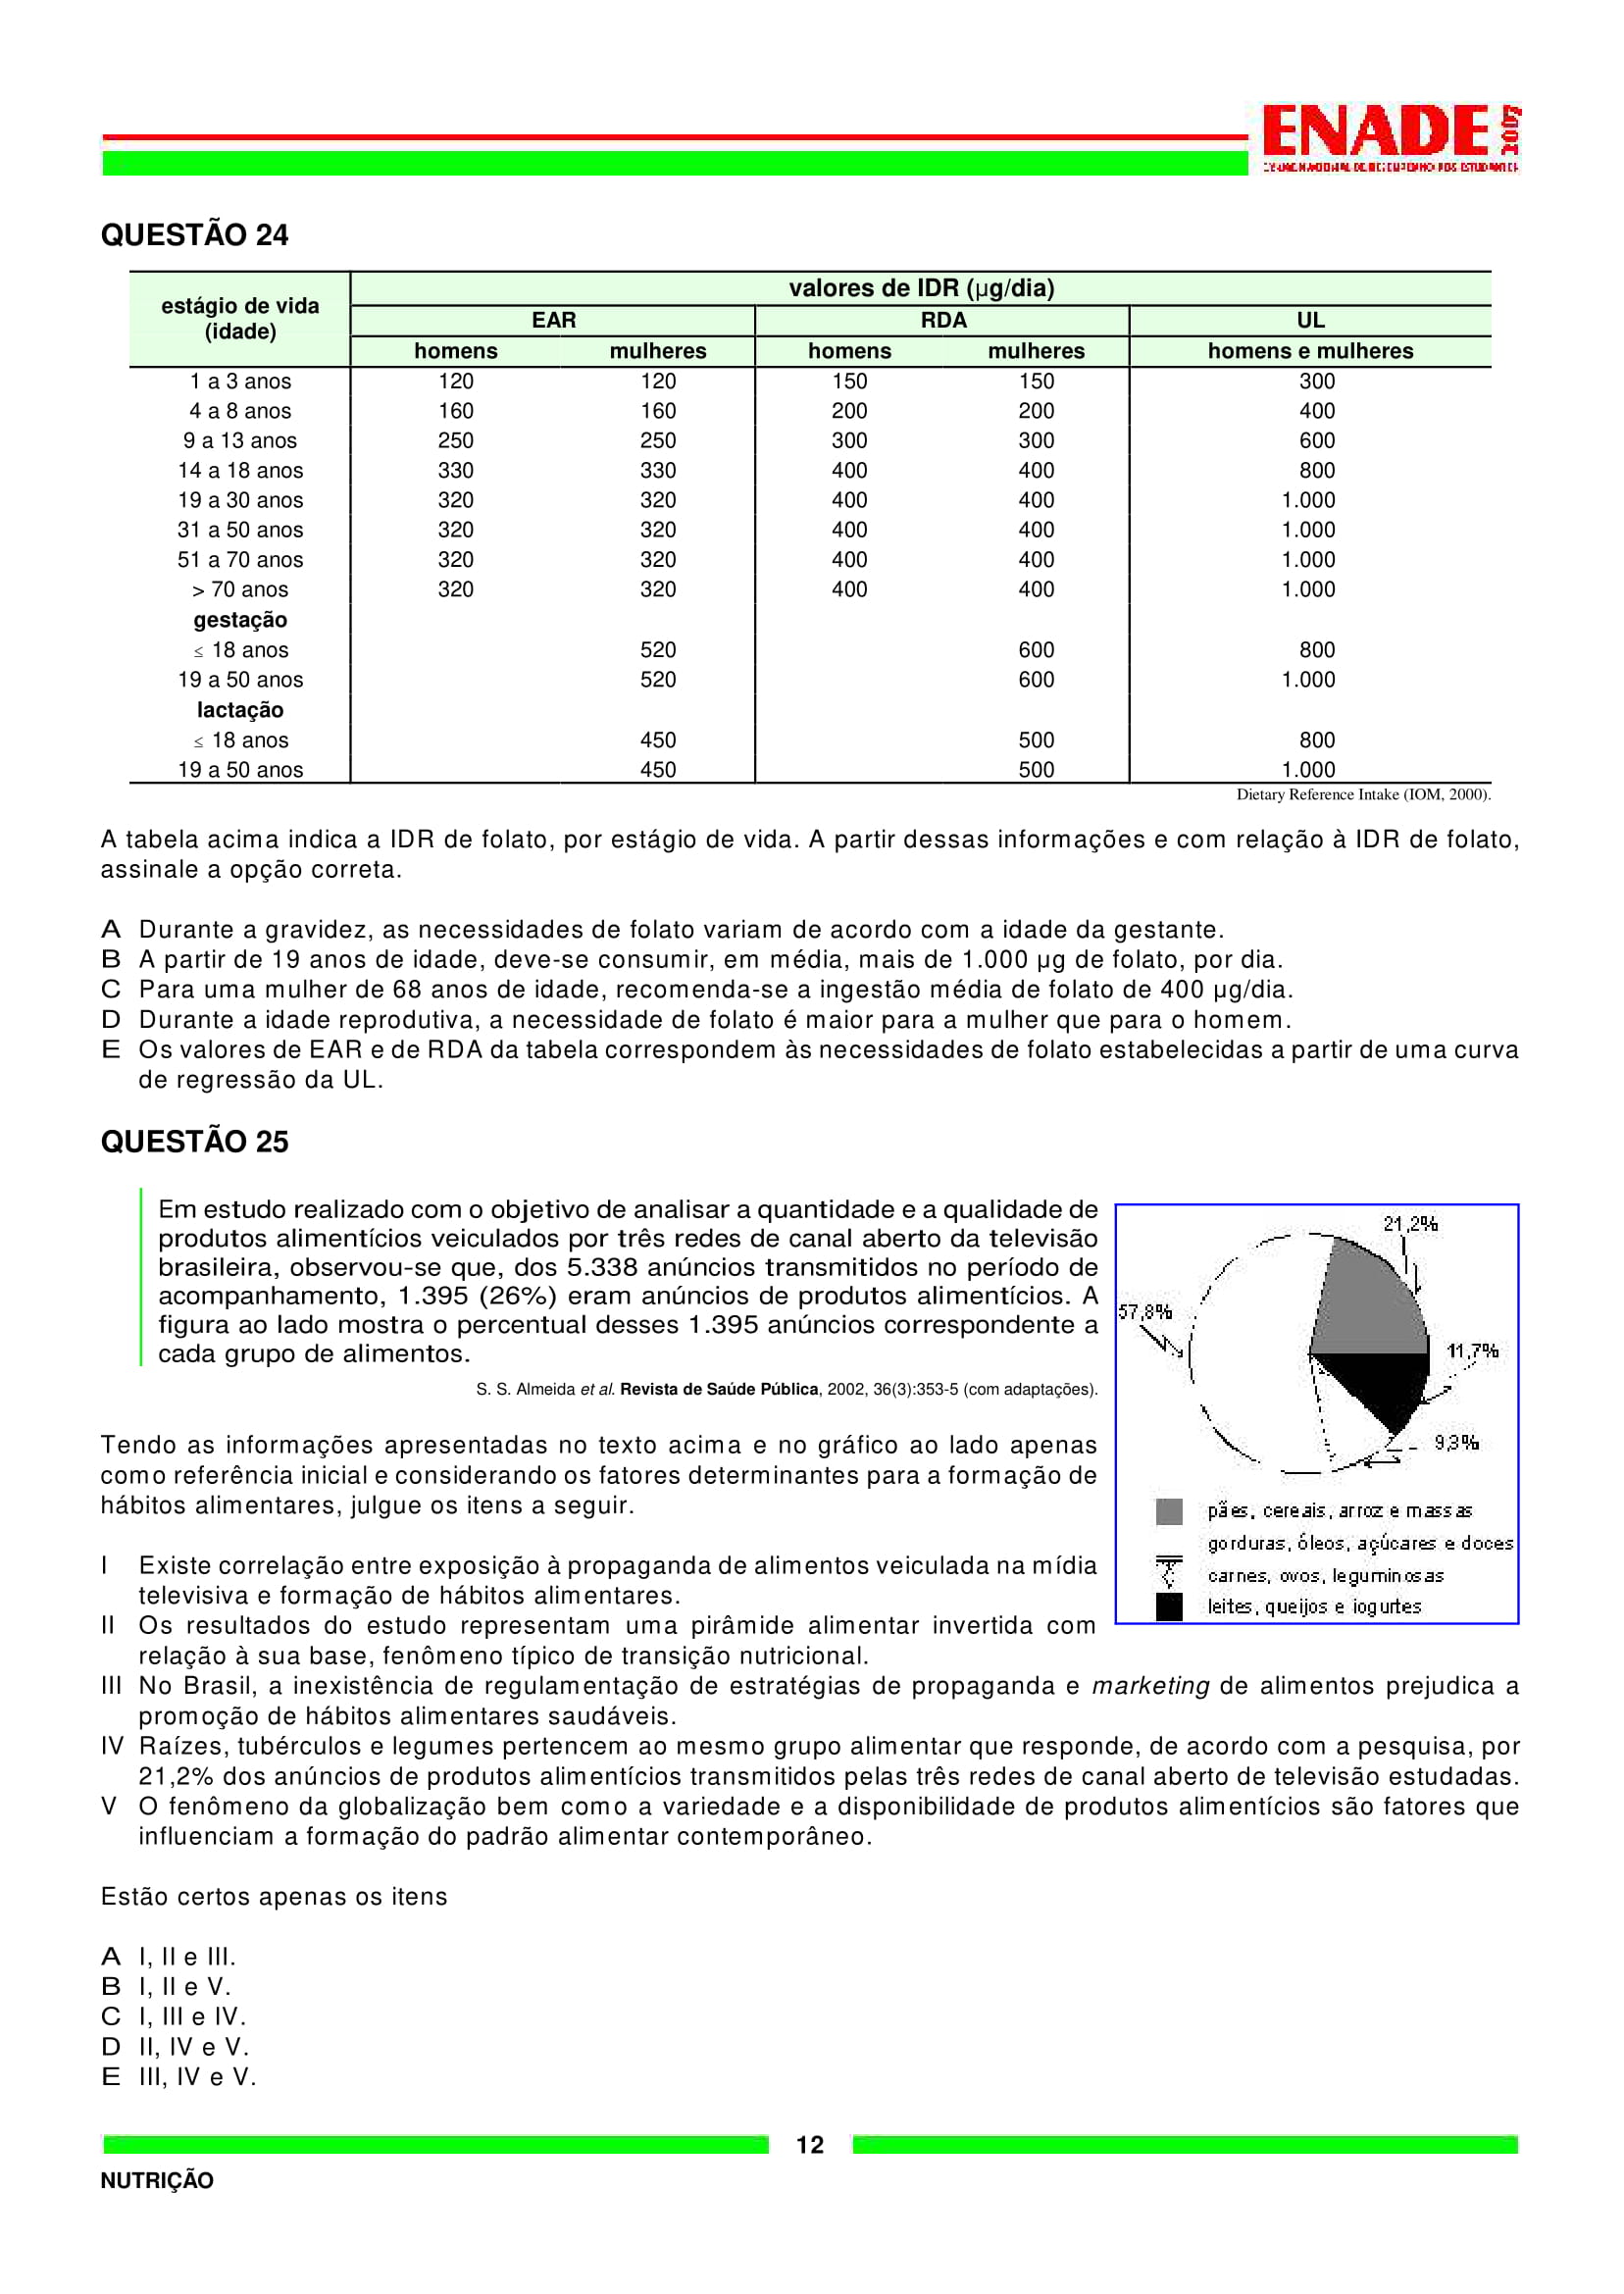 ENADE 2007
QUESTÃO 24
estágio de vida (idade) valores de IDR (µg/dia)
EAR RDA UL
homens mulheres homens mulheres homens e mulheres
1 a 3 anos 120 120 150 150 300
4 a 8 anos 160 160 200 200 400
9 a 13 anos 250 250 300 300 600
14 a 18 anos 330 330 400 400 800
19 a 30 anos 320 320 400 400 1.000
31 a 50 anos 320 320 400 400 1.000
51 a 70 anos 320 320 400 400 1.000
> 70 anos 320 320 400 400 1.000
gestação
≤ 18 anos 520 600 800
19 a 50 anos 520 600 1.000
lactação
≤ 18 anos 450 500 800
19 a 50 anos 450 500 1.000
Dietary Reference Intake (IOM, 2000).
A tabela acima indica a IDR de folato, por estágio de vida. A partir dessas informações e com relação à IDR de folato,
assinale a opção correta.
A Durante a gravidez, as necessidades de folato variam de acordo com a idade da gestante.
B A partir de 19 anos de idade, deve-se consumir, em média, mais de 1.000 µg de folato, por dia.
C Para uma mulher de 68 anos de idade, recomenda-se a ingestão média de folato de 400 µg/dia.
D Durante a idade reprodutiva, a necessidade de folato é maior para a mulher que para o homem.
E Os valores de EAR e de RDA da tabela correspondem às necessidades de folato estabelecidas a partir de uma curva
de regressão da UL.
QUESTÃO 25
Em estudo realizado com o objetivo de analisar a quantidade e a qualidade de
produtos alimentícios veiculados por três redes de canal aberto da televisão
brasileira, observou-se que, dos 5.338 anúncios transmitidos no período de
acompanhamento, 1.395 (26%) eram anúncios de produtos alimentícios. A
figura ao lado mostra o percentual desses 1.395 anúncios correspondente a
cada grupo de alimentos.
S. S. Almeida et al. Revista de Saúde Pública, 2002, 36(3):353-5 (com adaptações).
21,2%
57,8%
11,7%
9,3%
pães, cereais, arroz e massas
gorduras, óleos, açúcares e doces
carnes, ovos, leguminosas
leites, queijos e iogurtes
Tendo as informações apresentadas no texto acima e no gráfico ao lado apenas
como referência inicial e considerando os fatores determinantes para a formação de
hábitos alimentares, julgue os itens a seguir.
I Existe correlação entre exposição à propaganda de alimentos veiculada na mídia
televisiva e formação de hábitos alimentares.
II Os resultados do estudo representam uma pirâmide alimentar invertida com
relação à sua base, fenômeno típico de transição nutricional.
III No Brasil, a inexistência de regulamentação de estratégias de propaganda e marketing de alimentos prejudica a
promoção de hábitos alimentares saudáveis.
IV Raízes, tubérculos e legumes pertencem ao mesmo grupo alimentar que responde, de acordo com a pesquisa, por
21,2% dos anúncios de produtos alimentícios transmitidos pelas três redes de canal aberto de televisão estudadas.
V O fenômeno da globalização bem como a variedade e a disponibilidade de produtos alimentícios são fatores que
influenciam a formação do padrão alimentar contemporâneo.
Estão certos apenas os itens
A I, II e III.
B I, II e V.
C I, III e IV.
D II, IV e V.
E III, IV e V.
12
NUTRIÇÃO